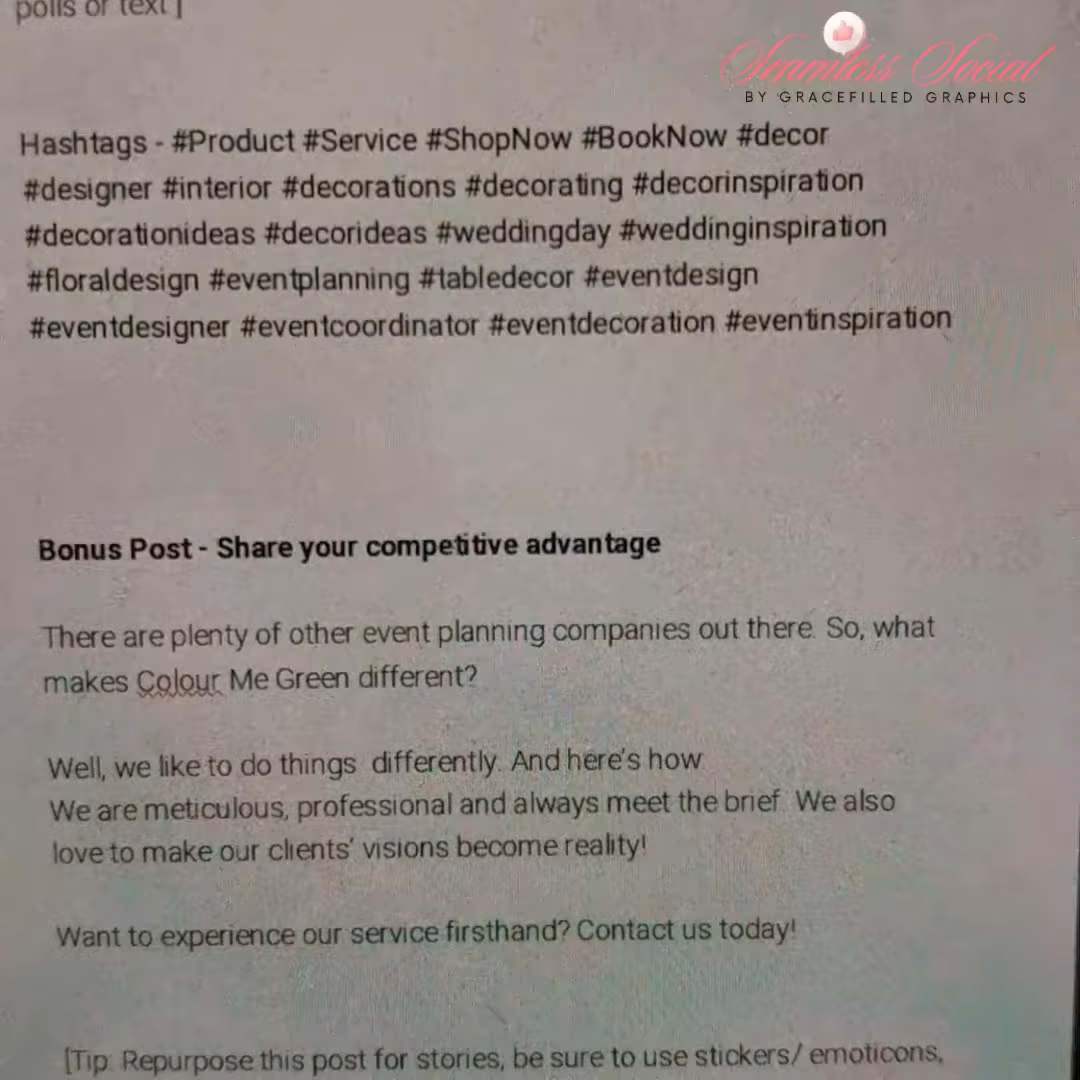 polls or text ]
Seamless Social
BY GRACEFILLED GRAPHICS
Hashtags - #Product #Service #ShopNow #BookNow #decor
#designer #interior #decorations #decorating #decorinspiration
#decorationideas #decorideas #weddingday #weddinginspiration
#floraldesign #eventplanning #tabledecor #eventdesign
#eventdesigner #eventcoordinator #eventdecoration #eventinspiration
Bonus Post - Share your competitive advantage
There are plenty of other event planning companies out there. So, what
makes Colour Me Green different?
Well, we like to do things differently. And here's how
We are meticulous, professional and always meet the brief. We also
love to make our clients' visions become reality!
Want to experience our service firsthand? Contact us today!
[Tip: Repurpose this post for stories, be sure to use stickers/ emoticons,